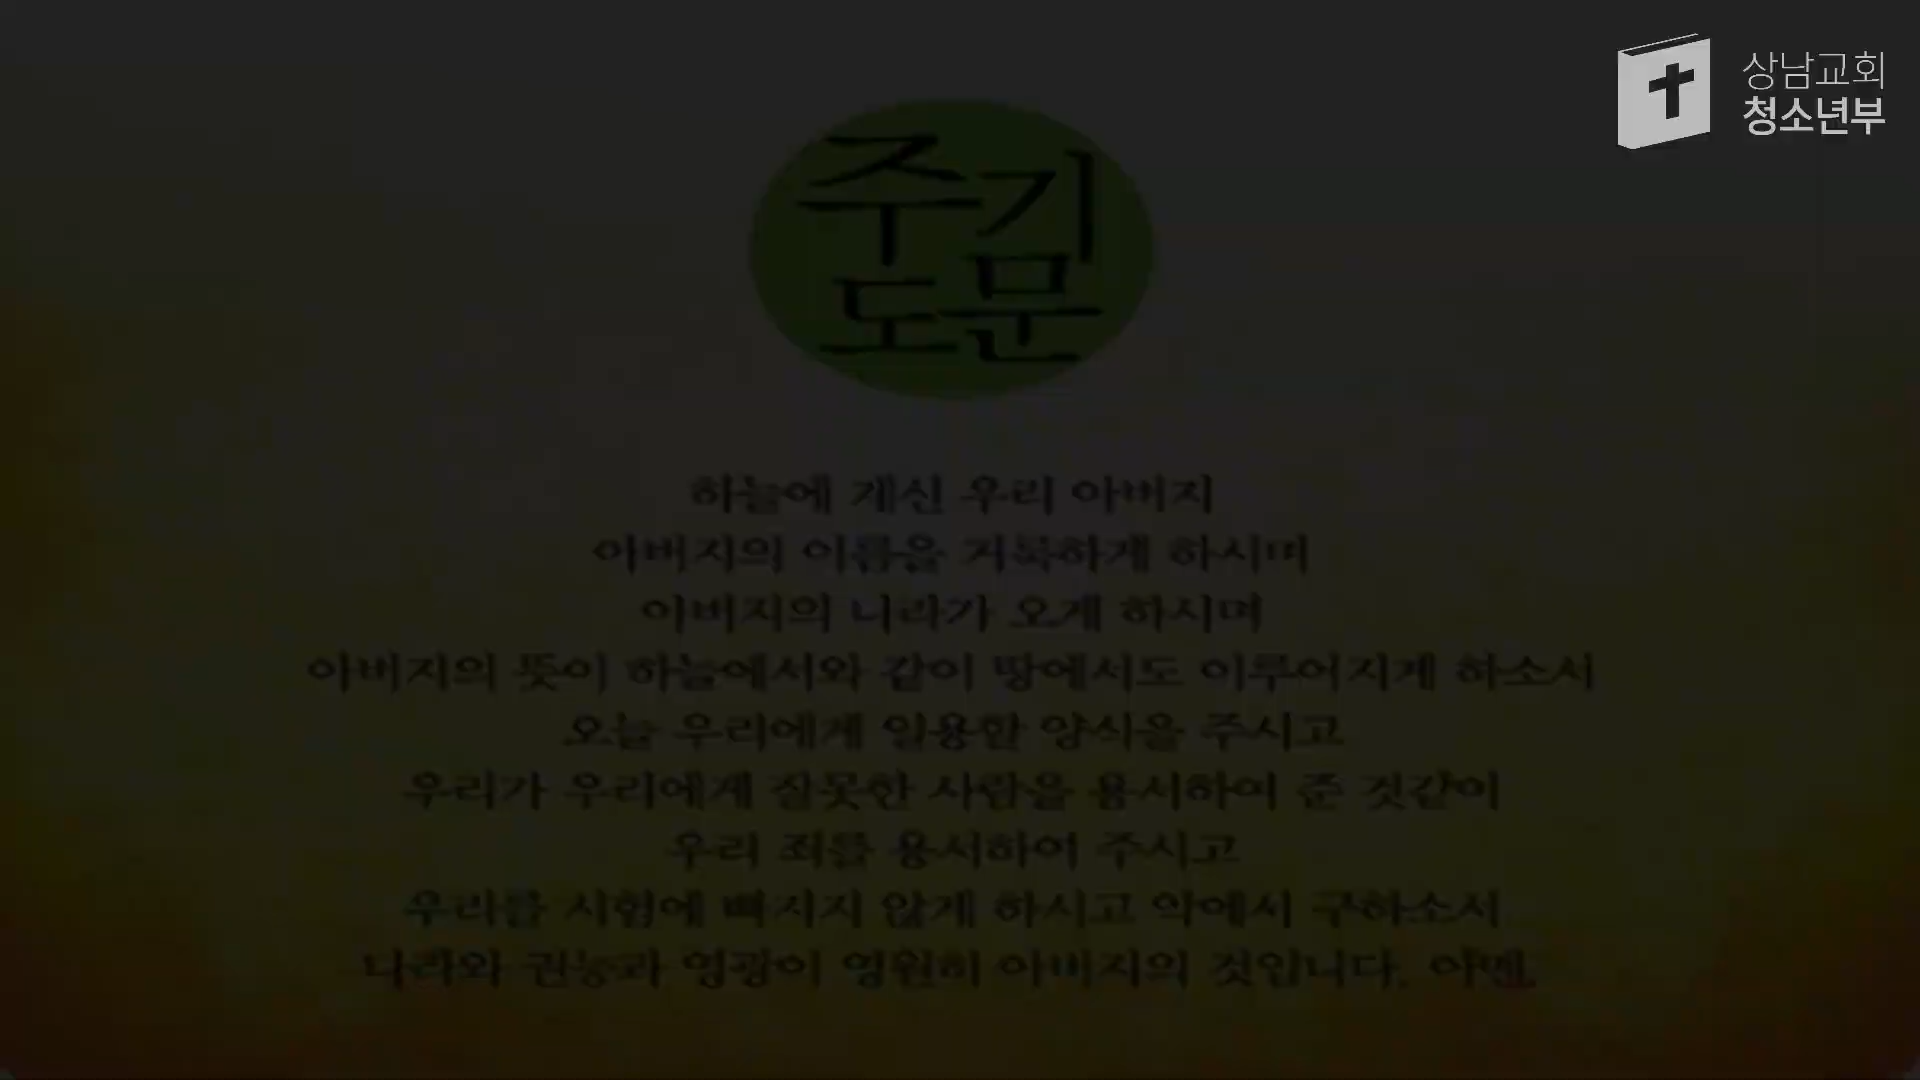 상남교회
청소년부
주기
도문
하늘에 계신 우리 아버지
아버지의 이름을 거룩하게 하시며
아버지의 나라가 오게 하시며
아버지의 뜻이 하늘에서와 같이 땅에서도 이루어지게 하소서
오늘 우리에게 일용할 양식을 주시고
우리가 우리에게 잘못한 사람을 용서하여 준 것같이
우리 죄를 용서하여 주시고
우리를 시험에 빠지지 않게 하시고 악에서 구하소서
나라와 권능과 영광이 영원히 아버지의 것입니다. 아멘.